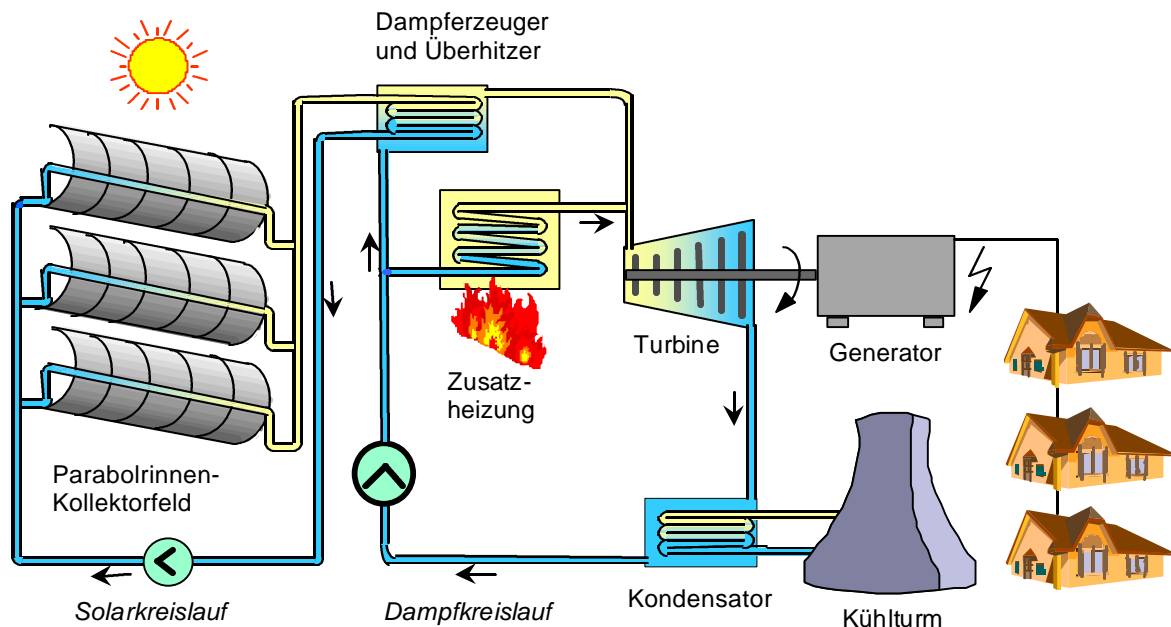 Dampferzeuger
und Überhitzer
Turbine
Generator
Zusatz-
heizung
Parabolrinnen-
Kollektorfeld
Solarkreislauf
Dampfkreislauf
Kondensator
Kühlturm